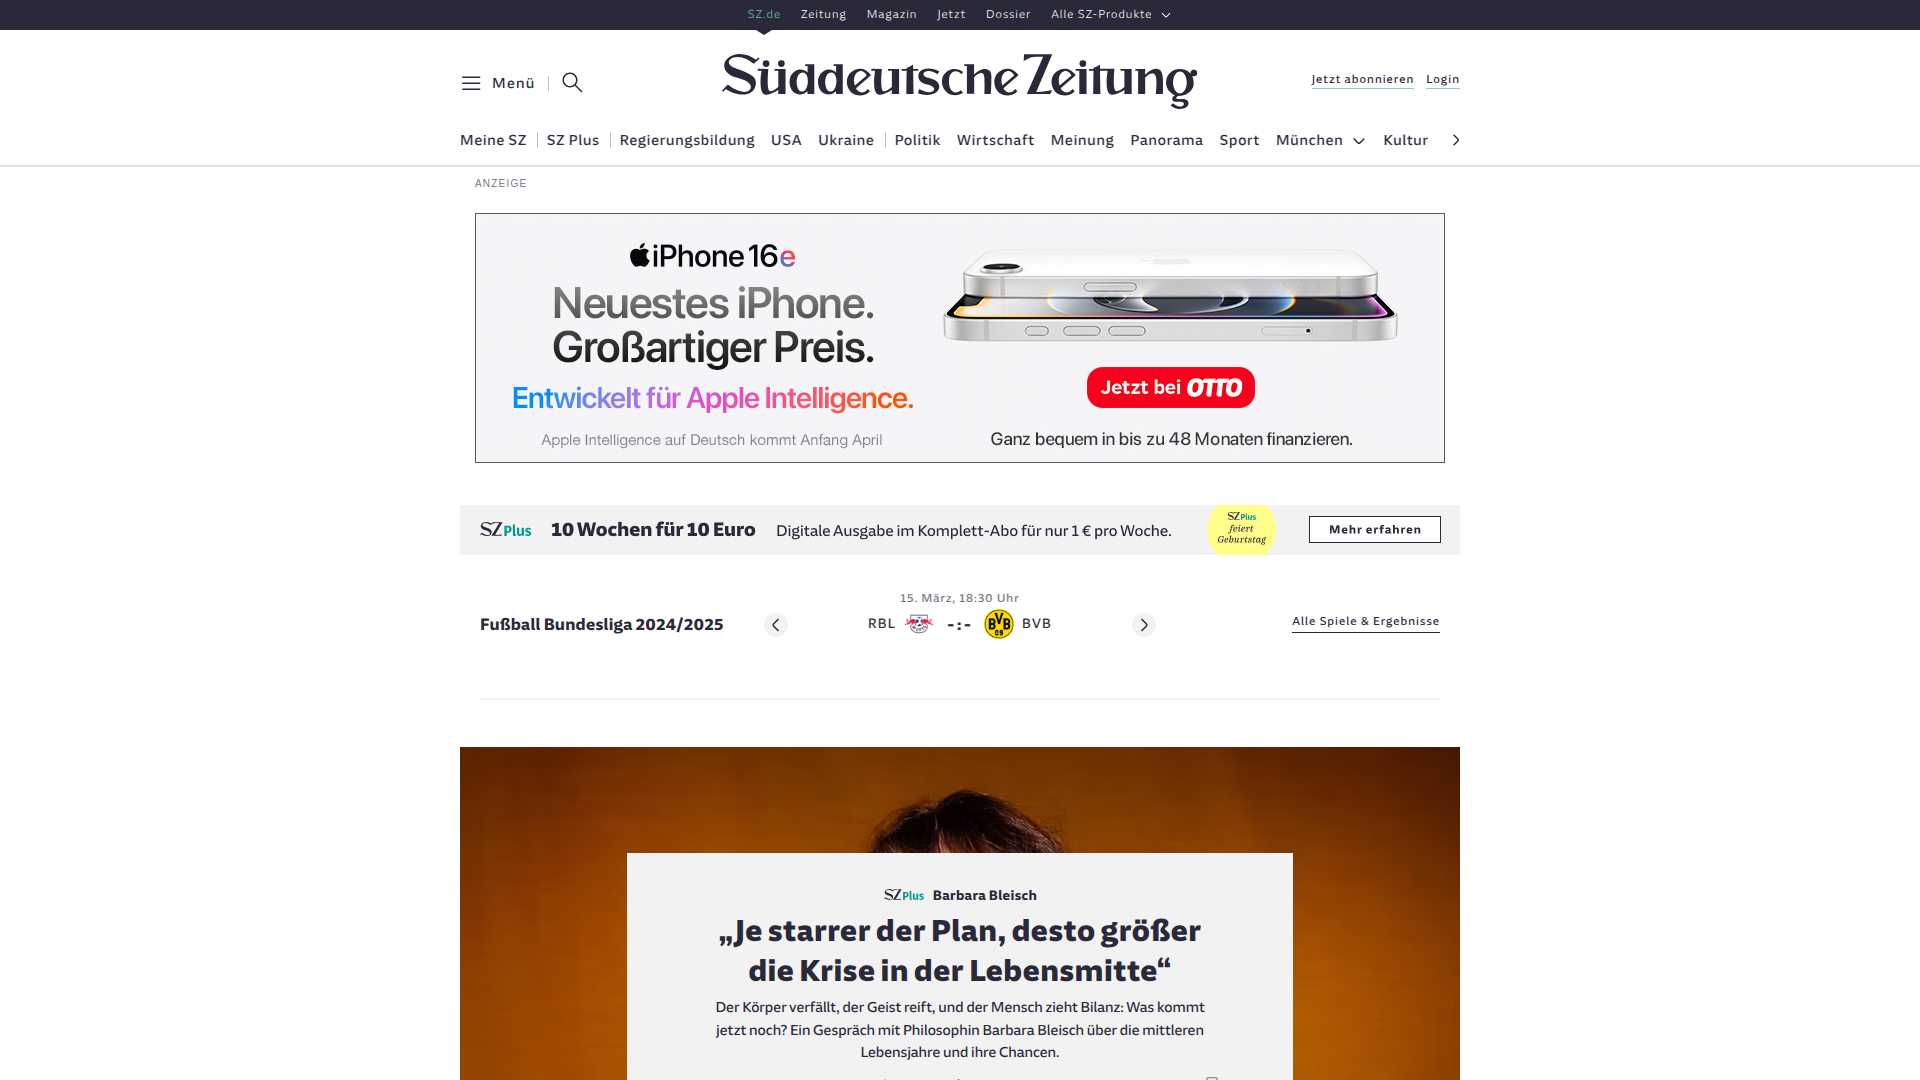 SZ.de Zeitung Magazin Jetzt Dossier Alle SZ-Produkte
Menü
Süddeutsche Zeitung
Jetzt abonnieren Login
Meine SZ SZ Plus Regierungsbildung USA Ukraine Politik Wirtschaft Meinung Panorama Sport München Kultur
ANZEIGE
iPhone 16e
Neuestes iPhone.
Großartiger Preis.
Entwickelt für Apple Intelligence.
Apple Intelligence auf Deutsch kommt Anfang April
Jetzt bei OTTO
Ganz bequem in bis zu 48 Monaten finanzieren.
SZ Plus 10 Wochen für 10 Euro Digitale Ausgabe im Komplett-Abo für nur 1 € pro Woche.
SZ Plus
feiert
Geburtstag
Mehr erfahren
15. März, 18:30 Uhr
Fußball Bundesliga 2024/2025
RBL -:- BVB 09 BVB
Alle Spiele & Ergebnisse
SZ Plus Barbara Bleisch
„Je starrer der Plan, desto größer
die Krise in der Lebensmitte“
Der Körper verfällt, der Geist reift, und der Mensch zieht Bilanz: Was kommt
jetzt noch? Ein Gespräch mit Philosophin Barbara Bleisch über die mittleren
Lebensjahre und ihre Chancen.